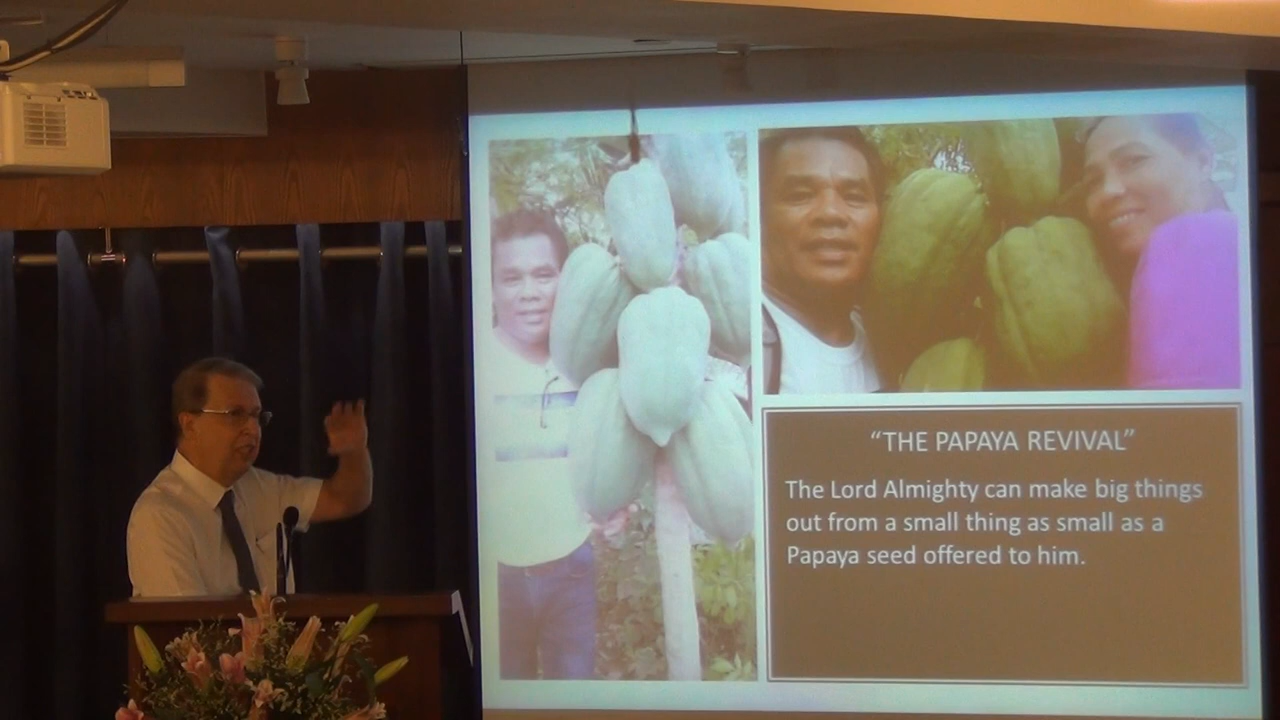 “THE PAPAYA REVIVAL”
The Lord Almighty can make big things
out from a small thing as small as a
Papaya seed offered to him.